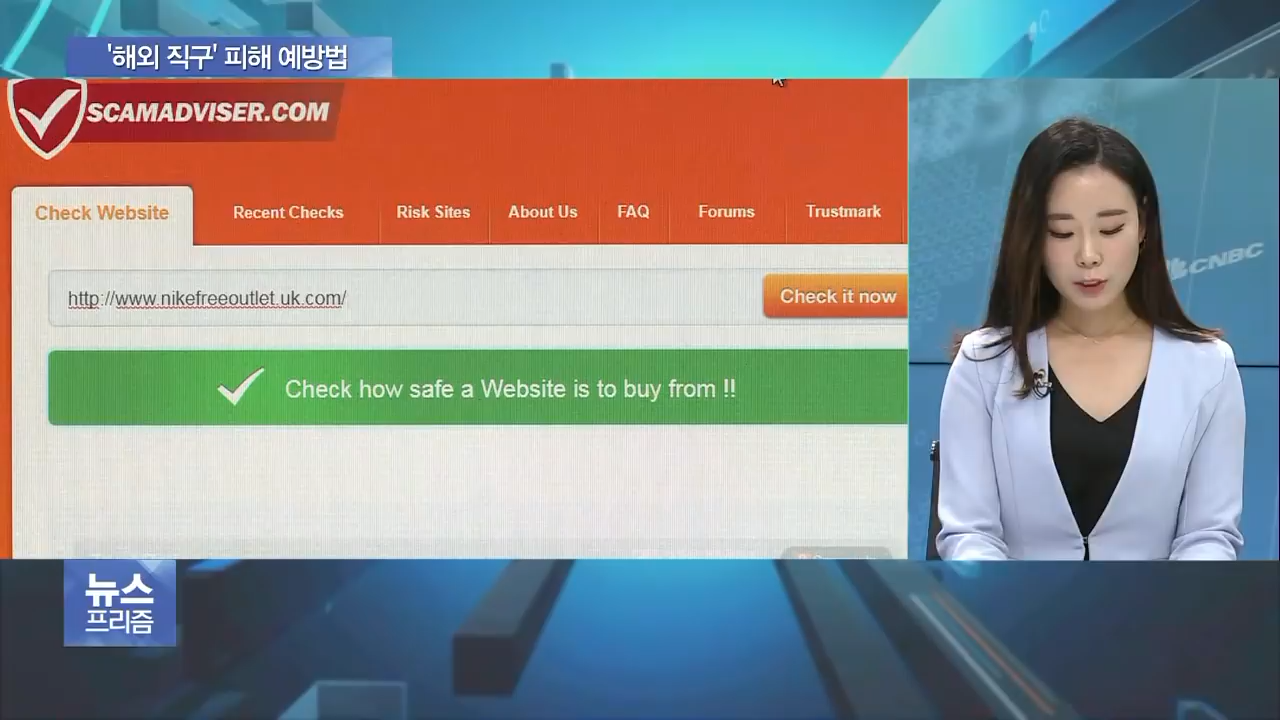 '해외 직구' 피해 예방법
SCAMADVISER.COM
Check Website
Recent Checks
Risk Sites
About Us
FAQ
Forums
Trustmark
http://www.nikefreeoutlet.uk.com/
Check it now
Check how safe a Website is to buy from !!
CNBC
뉴스
프리즘